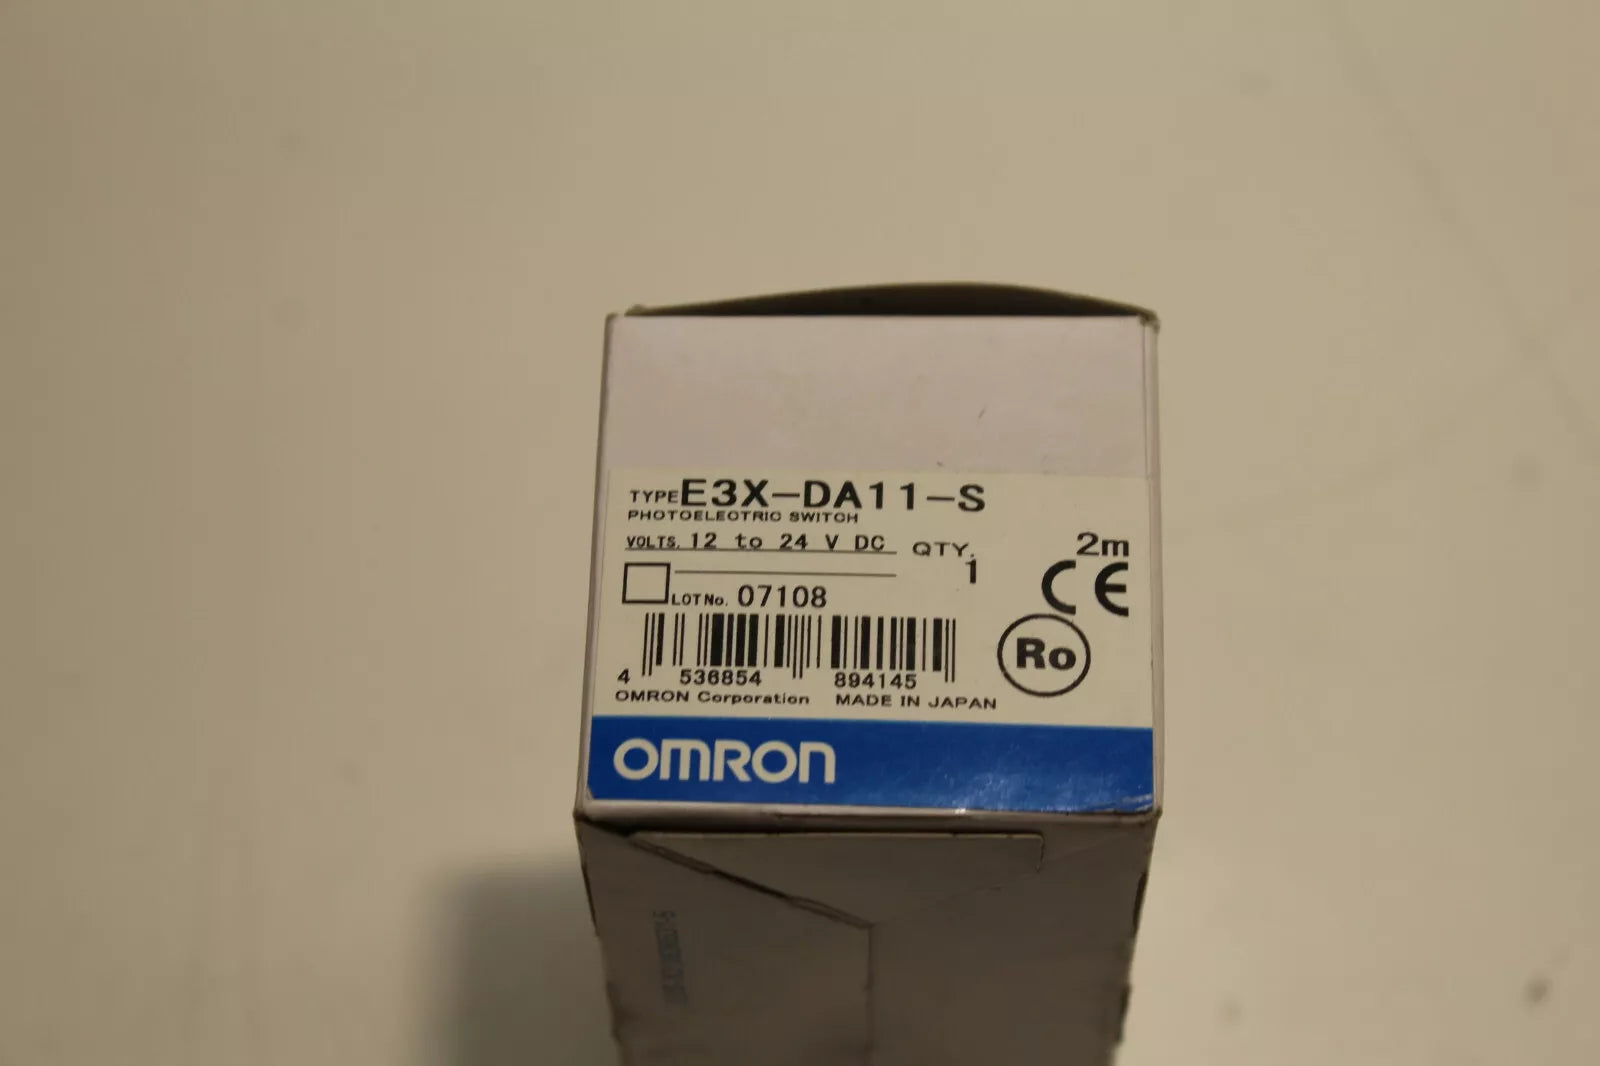 TYPE E3X-DA11-S
PHOTOELECTRIC SWITCH
VOLTS. 12 to 24 V DC QTY. 1
2m
CE
LOT No. 07108
Ro
4 536854 894145
OMRON Corporation MADE IN JAPAN
OMRON